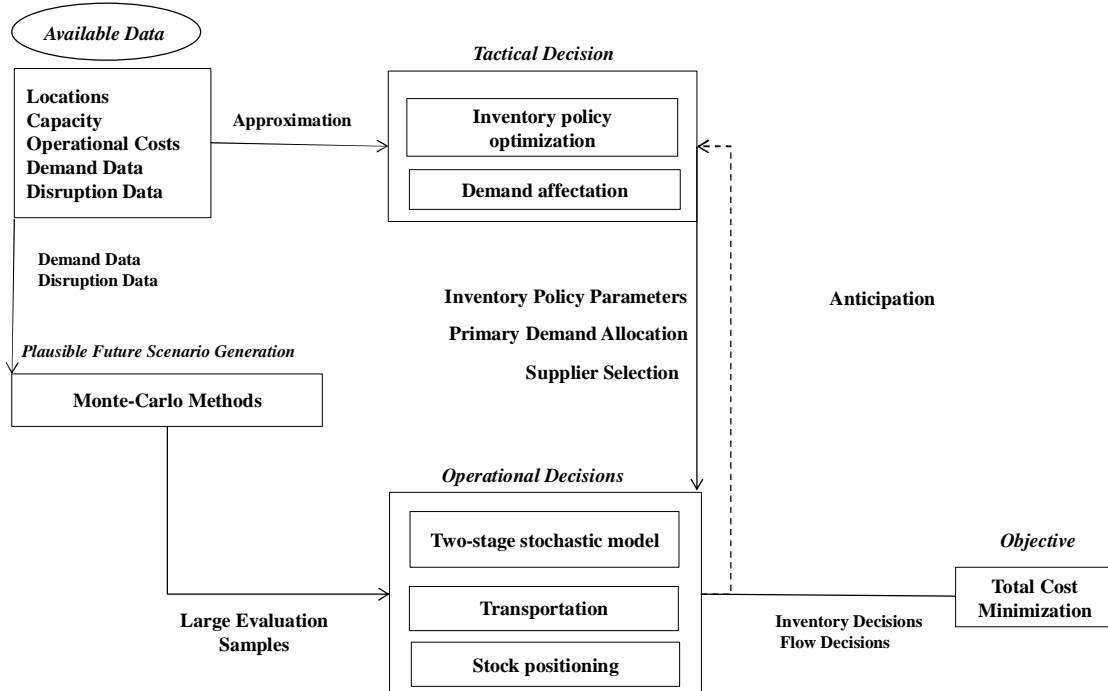 Available Data
Locations
Capacity
Operational Costs
Demand Data
Disruption Data
Approximation
Tactical Decision
Inventory policy
optimization
Demand affectation
Demand Data
Disruption Data
Inventory Policy Parameters
Primary Demand Allocation
Supplier Selection
Anticipation
Plausible Future Scenario Generation
Monte-Carlo Methods
Large Evaluation
Samples
Operational Decisions
Two-stage stochastic model
Transportation
Stock positioning
Inventory Decisions
Flow Decisions
Objective
Total Cost
Minimization